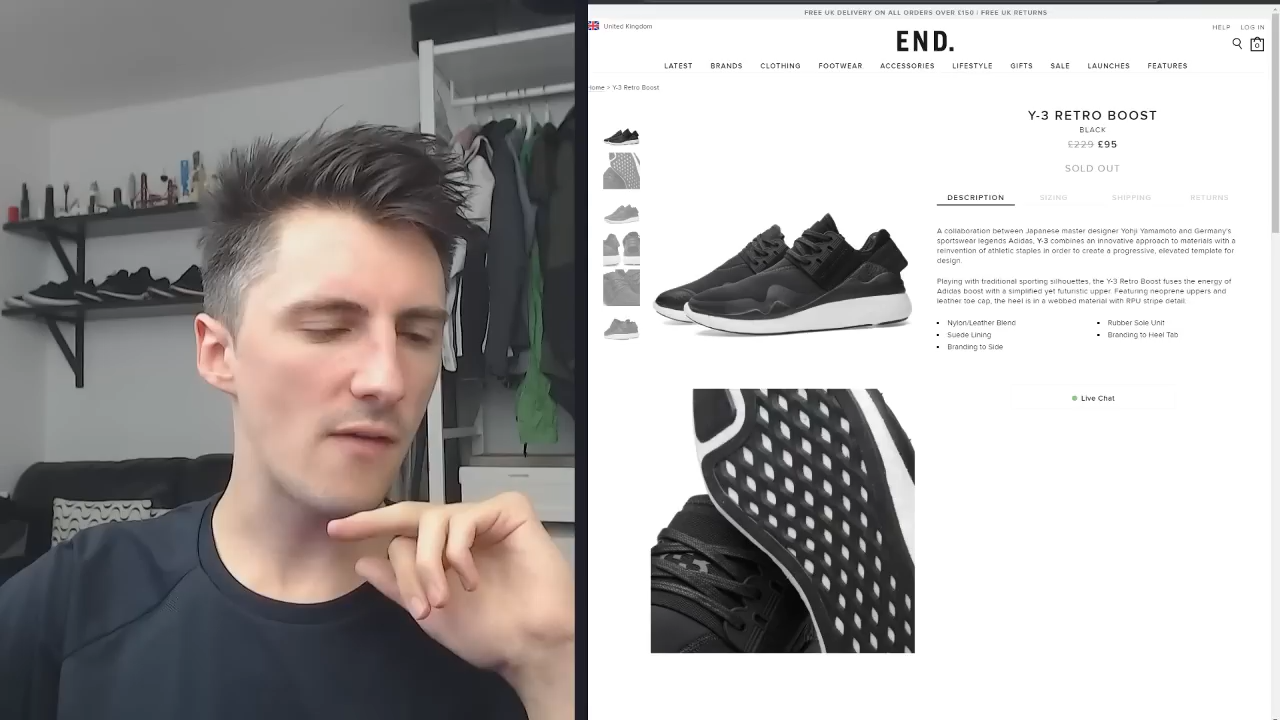 FREE UK DELIVERY ON ALL ORDERS OVER £150 | FREE UK RETURNS
United Kingdom
HELP LOG IN
END.
0
LATEST BRANDS CLOTHING FOOTWEAR ACCESSORIES LIFESTYLE GIFTS SALE LAUNCHES FEATURES
Home > Y-3 Retro Boost
Y-3 RETRO BOOST
BLACK
£229 £95
SOLD OUT
DESCRIPTION SIZING SHIPPING RETURNS
A collaboration between Japanese master designer Yohji Yamamoto and Germany's
sportswear legends Adidas, Y-3 combines an innovative approach to materials with a
reinvention of athletic staples in order to create a progressive, elevated template for
design.
Playing with traditional sporting silhouettes, the Y-3 Retro Boost fuses the energy of
Adidas boost with a simplified yet futuristic upper. Featuring neoprene uppers and
leather toe cap, the heel is in a webbed material with RPU stripe detail.
Nylon/Leather Blend
Suede Lining
Branding to Side
Rubber Sole Unit
Branding to Heel Tab
Live Chat